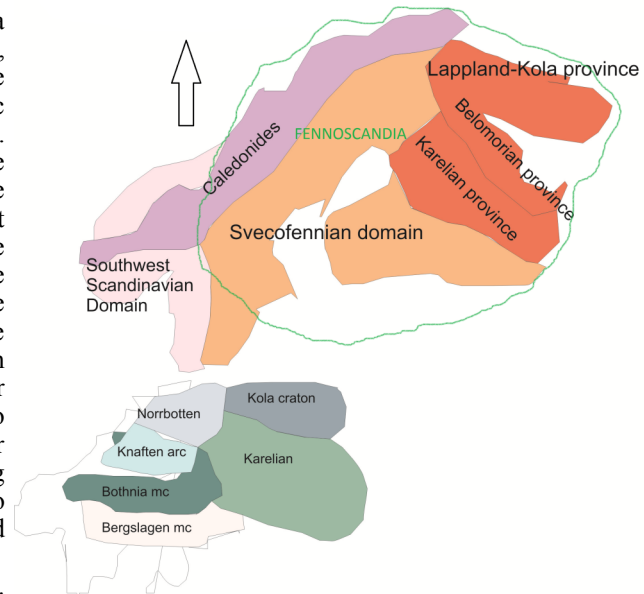 a
,
e
c
.
e
e
t
e
e
e
e
n
r
o
r
g
o
d
.
Lappland-Kola province
FENNOSCANDIA
Belomorian province
Caledonides
Karelian province
Svecofennian domain
Southwest
Scandinavian
Domain
Kola craton
Norrbotten
Knaften arc
Karelian
Bothnia mc
Bergslagen mc